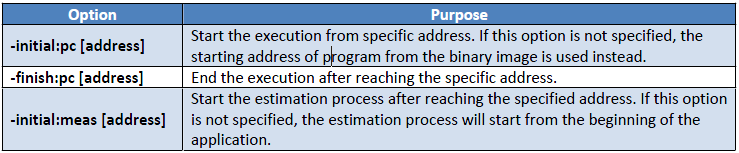 Option Purpose
-initial:pc [address] Start the execution from specific address. If this option is not specified, the
starting address of program from the binary image is used instead.
-finish:pc [address] End the execution after reaching the specific address.
-initial:meas [address] Start the estimation process after reaching the specified address. If this option
is not specified, the estimation process will start from the beginning of the
application.